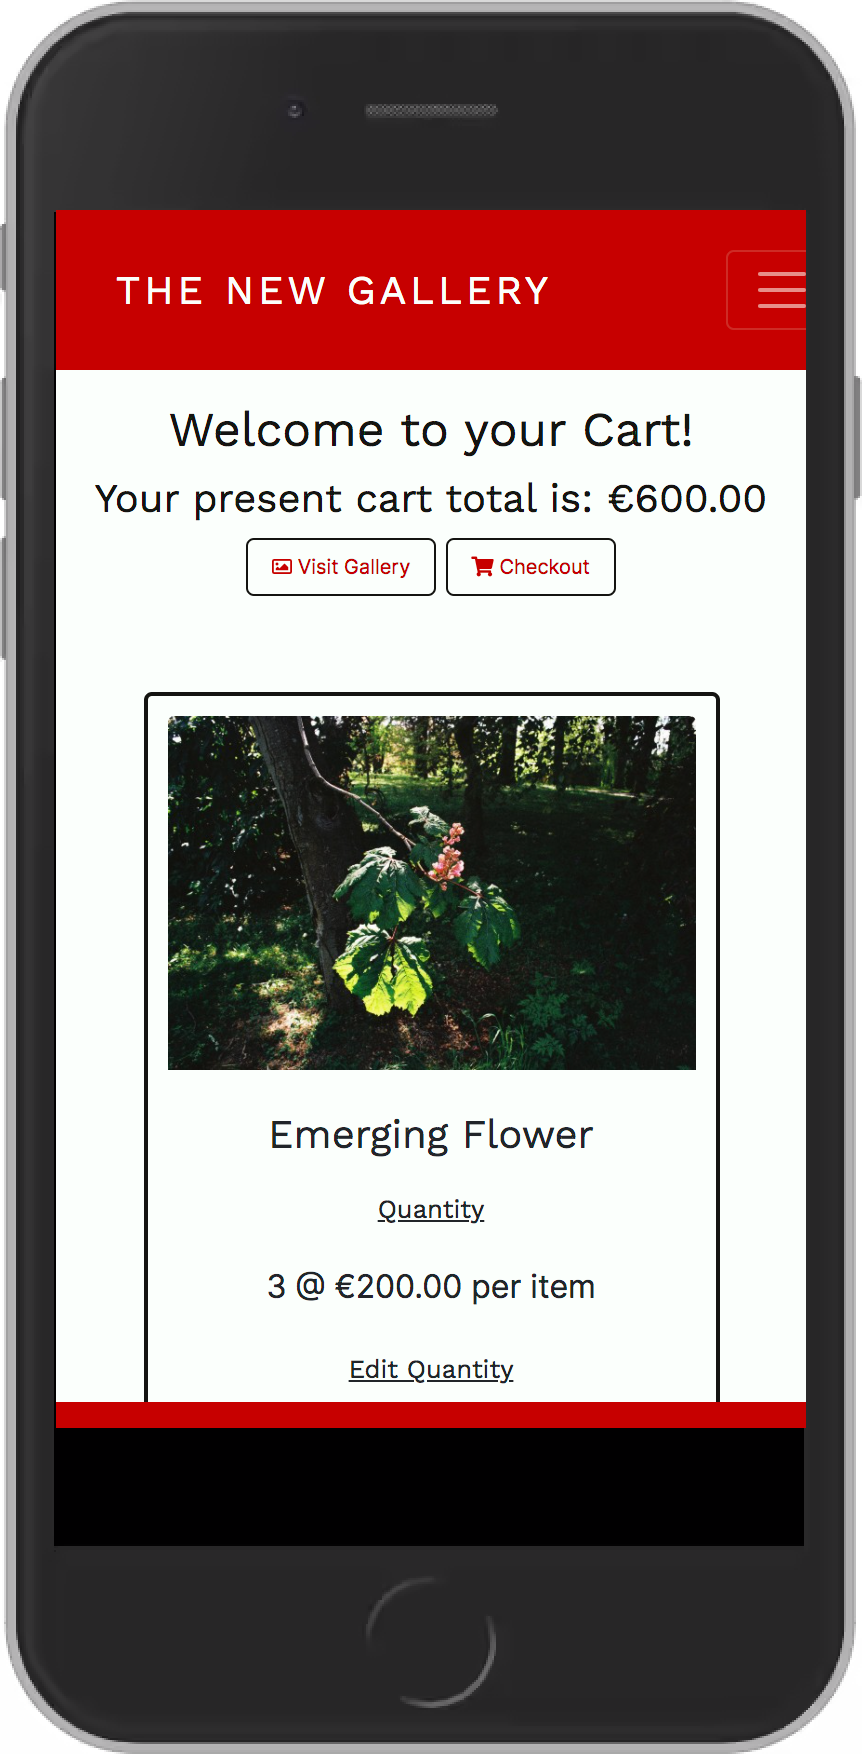 THE NEW GALLERY
Welcome to your Cart!
Your present cart total is: €600.00
Visit Gallery Checkout
Emerging Flower
Quantity
3 @ €200.00 per item
Edit Quantity